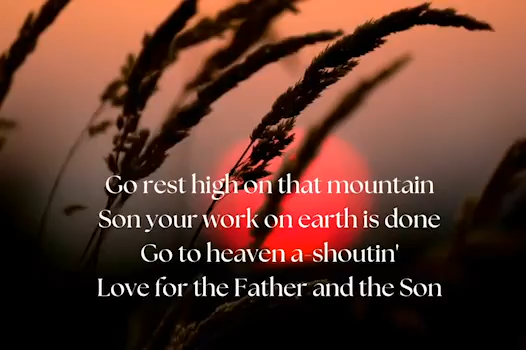 Go rest high on that mountain
Son your work on earth is done
Go to heaven a-shoutin'
Love for the Father and the Son